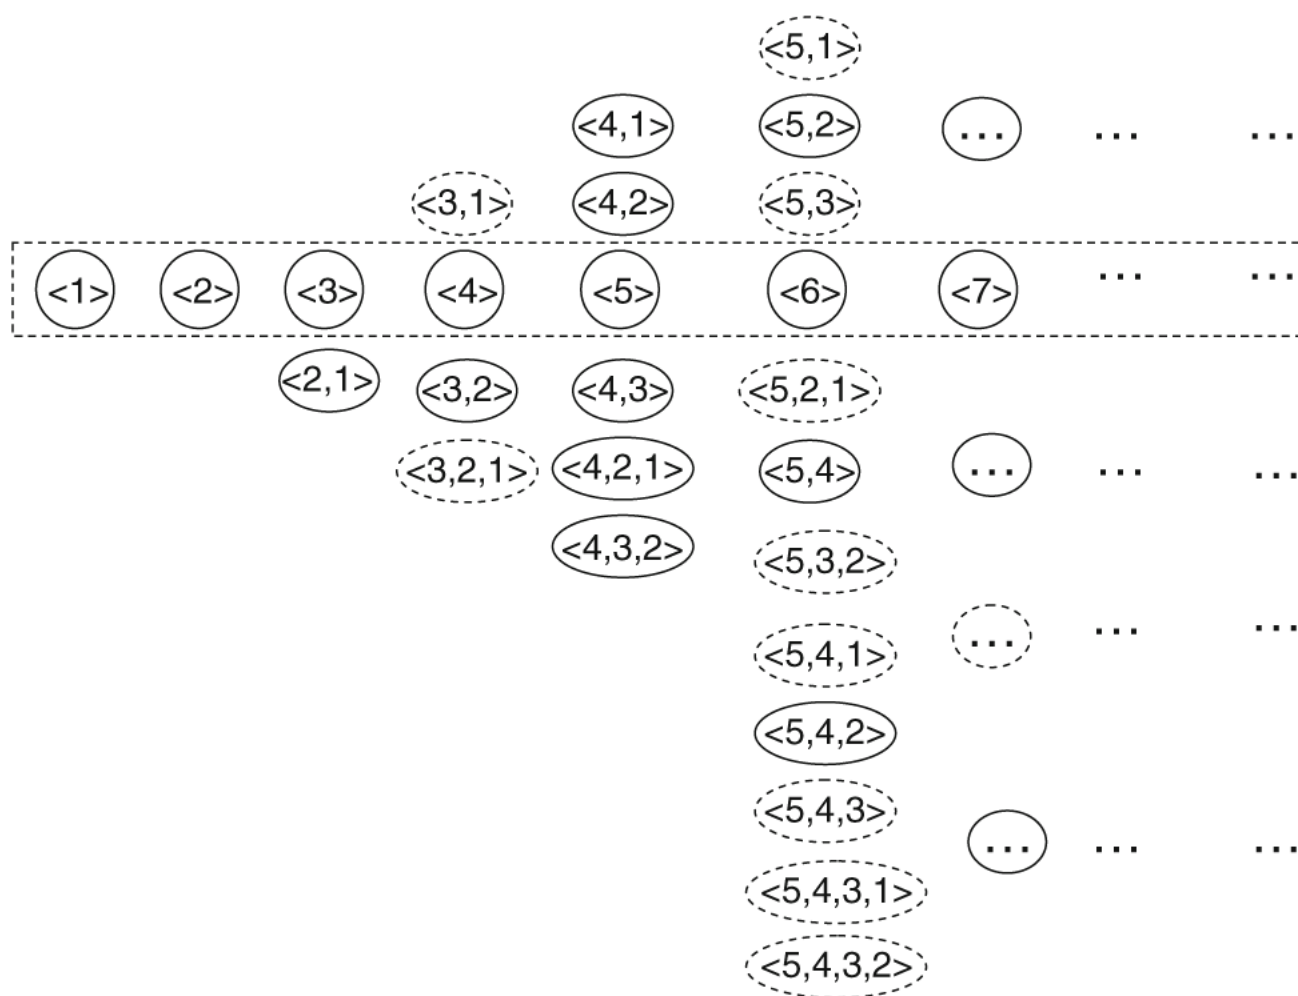 <5,1>
<4,1> <5,2> ... ... ...
<3,1> <4,2> <5,3>
<1> <2> <3> <4> <5> <6> <7> ... ...
<2,1> <3,2> <4,3> <5,2,1>
<3,2,1> <4,2,1> <5,4> ... ... ...
<4,3,2> <5,3,2>
<5,4,1> ... ... ...
<5,4,2>
<5,4,3>
... ... ...
<5,4,3,1>
<5,4,3,2>